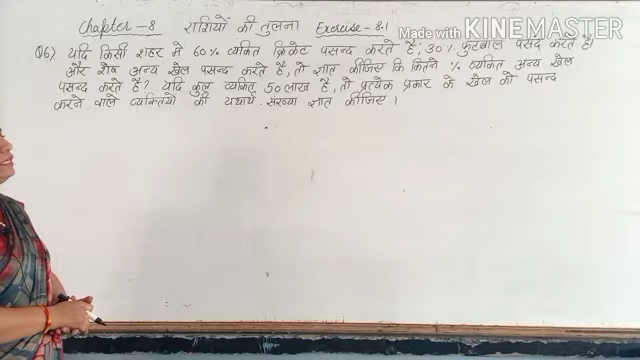 Made with KINEMASTER
Chapter - 8 राशियों की तुलना Exercise - 8.1
Q6) यदि किसी शहर मे 60% व्यक्ति क्रिकेट पसन्द करते है, 30% फुटबाल पसंद करते है।
और शेष अन्य खेल पसन्द करते है, तो ज्ञात कीजिए कि कितने % व्यक्ति अन्य खेल
पसन्द करते है? यदि कुल व्यक्ति 50 लाख है, तो प्रत्येक प्रकार के खेल को पसन्द
करने वाले व्यक्तियो की यथार्थ संख्या ज्ञात कीजिए।